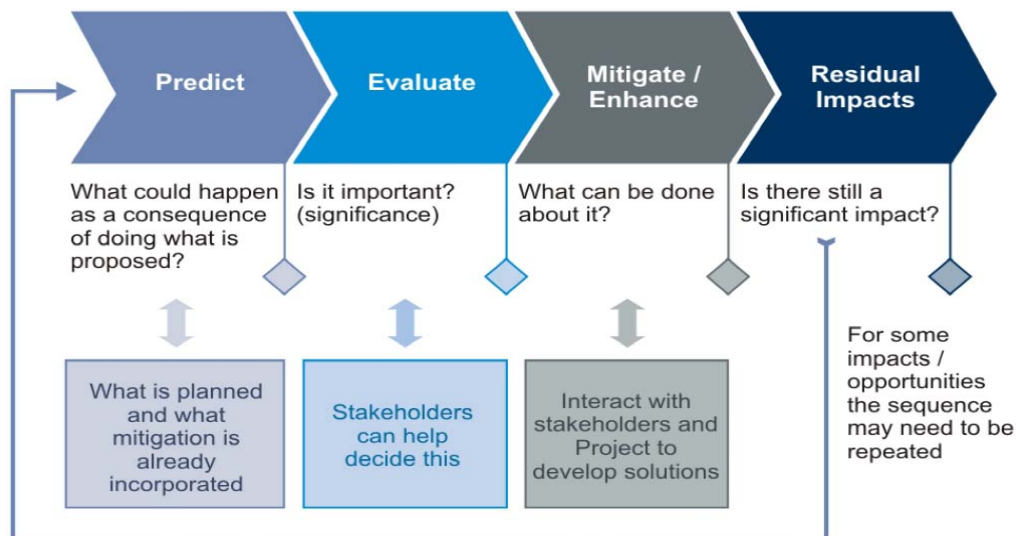 Predict
Evaluate
Mitigate /
Enhance
Residual
Impacts
What could happen
as a consequence
of doing what is
proposed?
Is it important?
(significance)
What can be done
about it?
Is there still a
significant impact?
What is planned
and what
mitigation is
already
incorporated
Stakeholders
can help
decide this
Interact with
stakeholders and
Project to
develop solutions
For some
impacts /
opportunities
the sequence
may need to be
repeated